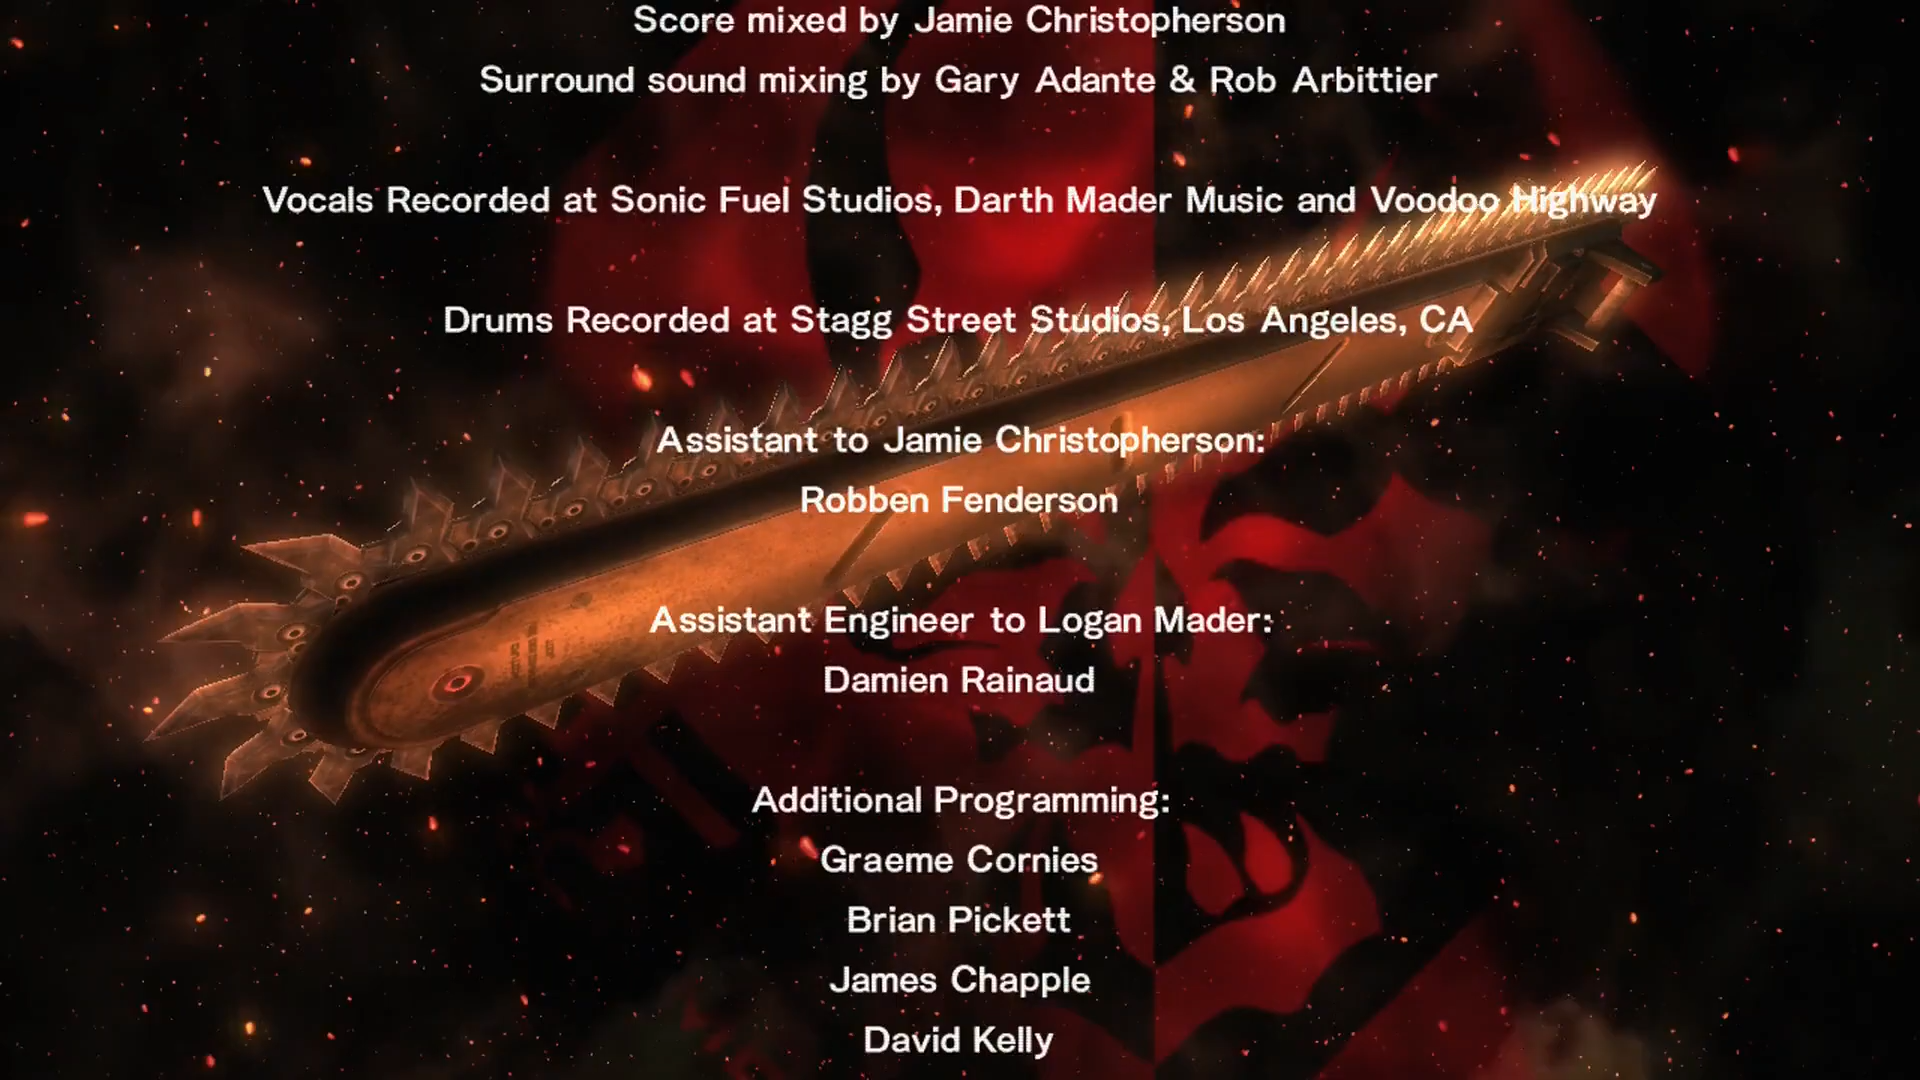 Score mixed by Jamie Christopherson
Surround sound mixing by Gary Adante & Rob Arbittier
Vocals Recorded at Sonic Fuel Studios, Darth Mader Music and Voodoo Highway
Drums Recorded at Stagg Street Studios, Los Angeles, CA
Assistant to Jamie Christopherson:
Robben Fenderson
Assistant Engineer to Logan Mader:
Damien Rainaud
Additional Programming:
Graeme Cornies
Brian Pickett
James Chapple
David Kelly